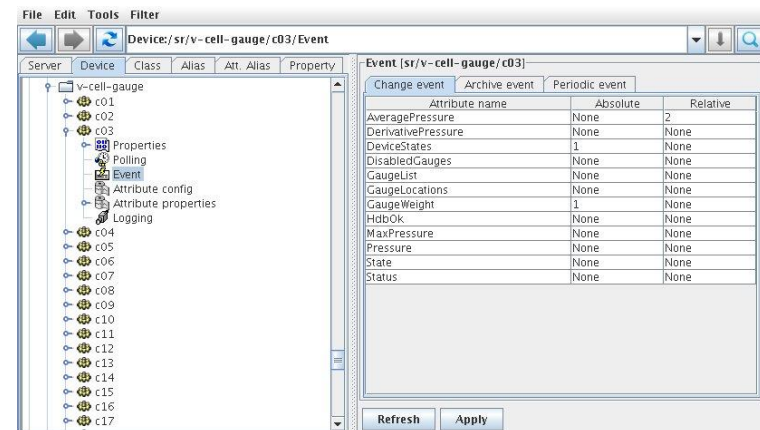 File Edit Tools Filter
Device:/sr/v-cell-gauge/c03/Event
Server Device Class Alias Att. Alias Property
v-cell-gauge
c01
c02
c03
Properties
Polling
Event
Attribute config
Attribute properties
Logging
c04
c05
c06
c07
c08
c09
c10
c11
c12
c13
c14
c15
c16
c17
Event [sr/v-cell-gauge/c03]
Change event Archive event Periodic event
Attribute name Absolute Relative
AveragePressure None 2
DerivativePressure None None
DeviceStates 1 None
DisabledGauges None None
GaugeList None None
GaugeLocations None None
GaugeWeight 1 None
HdbOk None None
MaxPressure None None
Pressure None None
State None None
Status None None
Refresh Apply